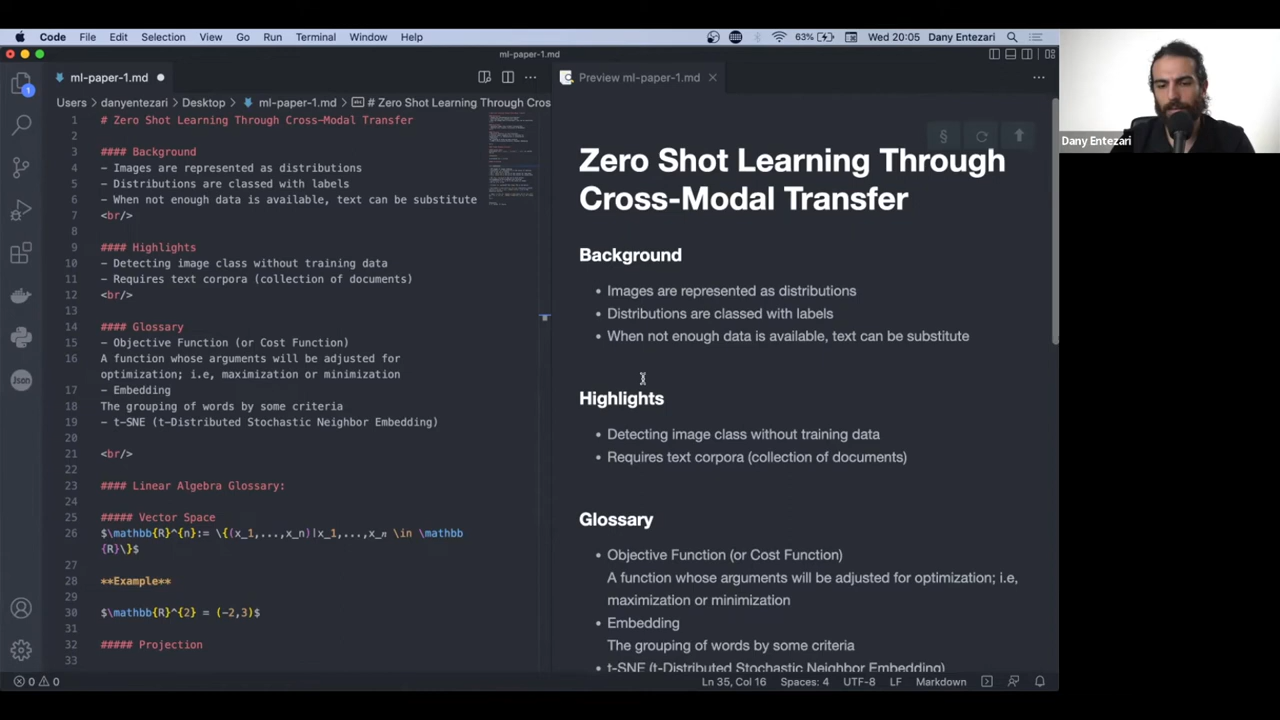 Code File Edit Selection View Go Run Terminal Window Help 63% Wed 20:05 Dany Entezari
ml-paper-1.md
ml-paper-1.md
Preview ml-paper-1.md
Users > danyentezari > Desktop > ml-paper-1.md > # Zero Shot Learning Through Cross
1 # Zero Shot Learning Through Cross-Modal Transfer
2
3 #### Background
4 - Images are represented as distributions
5 - Distributions are classed with labels
6 - When not enough data is available, text can be substitute
7 <br/>
8
9 #### Highlights
10 - Detecting image class without training data
11 - Requires text corpora (collection of documents)
12 <br/>
13
14 #### Glossary
15 - Objective Function (or Cost Function)
16 A function whose arguments will be adjusted for
optimization; i.e, maximization or minimization
17 - Embedding
18 The grouping of words by some criteria
19 - t-SNE (t-Distributed Stochastic Neighbor Embedding)
20
21 <br/>
22
23 #### Linear Algebra Glossary:
24
25 ##### Vector Space
26 $\mathbb{R}^{n}:= \{(x_1,...,x_n)|x_1,...,x_n \in \mathbb
{R}\}$
27
28 **Example**
29
30 $\mathbb{R}^{2} = (-2,3)$
31
32 ##### Projection
33
Zero Shot Learning Through
Cross-Modal Transfer
Background
• Images are represented as distributions
• Distributions are classed with labels
• When not enough data is available, text can be substitute
Highlights
• Detecting image class without training data
• Requires text corpora (collection of documents)
Glossary
• Objective Function (or Cost Function)
A function whose arguments will be adjusted for optimization; i.e,
maximization or minimization
• Embedding
The grouping of words by some criteria
• t-SNE (t-Distributed Stochastic Neighbor Embedding)
Dany Entezari
1
Json
§
0 0
Ln 35, Col 16 Spaces: 4 UTF-8 LF Markdown